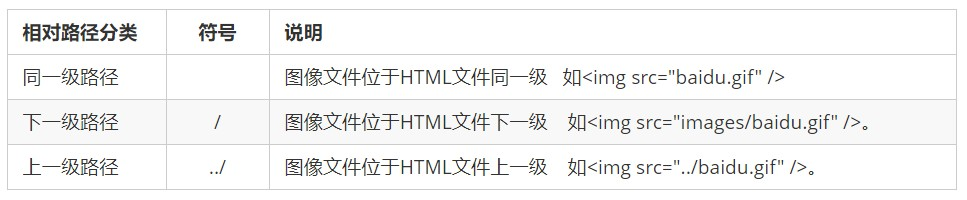 相对路径分类 符号 说明
同一级路径 图像文件位于HTML文件同一级 如<img src="baidu.gif" />
下一级路径 / 图像文件位于HTML文件下一级 如<img src="images/baidu.gif" />。
上一级路径 ../ 图像文件位于HTML文件上一级 如<img src="../baidu.gif" />。